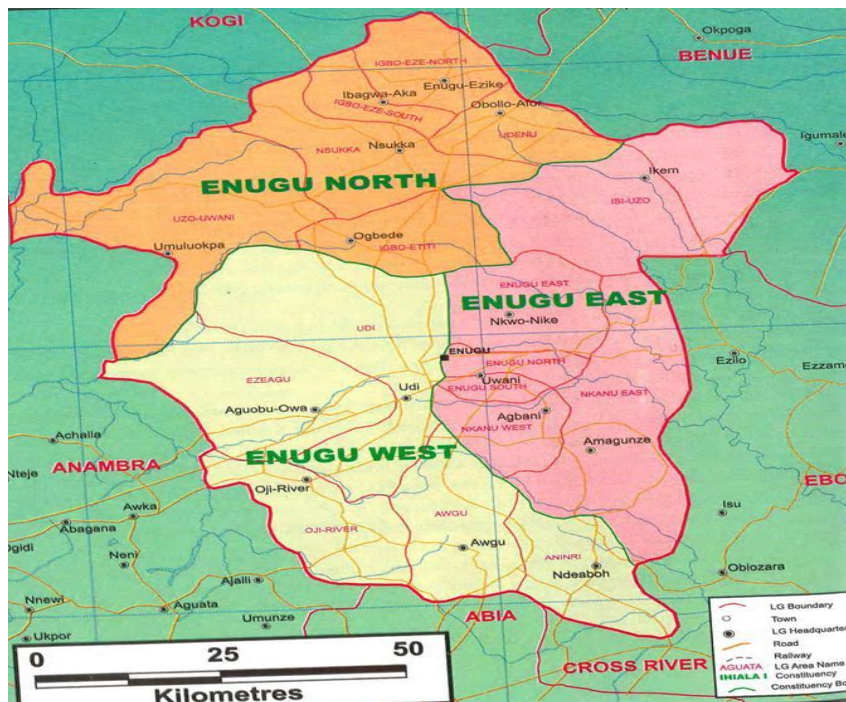 KOGI
Okpoga
BENUE
IGBO-EZE-NORTH
Enugu-Ezike
Ibagwa-Aka
IGBO-EZE-SOUTH
Obollo-Afor
UDENU
Igumale
NSUKKA
Nsukka
Ikem
ENUGU NORTH
ISI-UZO
UZO-UWANI
Ogbede
IGBO-ETITI
Umuluokpa
ENUGU EAST
ENUGU EAST
Nkwo-Nike
UDI
ENUGU
Ezilo
ENUGU NORTH
Ezzam
EZEAGU
Uwani
ENUGU SOUTH
Udi
NKANU EAST
Aguobu-Owa
Agbani
NKANU WEST
Achalla
ENUGU WEST
Amagunze
ANAMBRA
Nteje
EBO
Oji-River
Awka
Isu
Abagana
AWGU
OJI-RIVER
Ogidi
Awgu
ANINRI
Neni
Ndeaboh
Obiozara
Ajalli
Nnewi
Aguata
ABIA
Umunze
Ukpor
CROSS RIVER
0 25 50
Kilometres
LG Boundary
Town
LG Headquarter
Road
Railway
AGUATA LG Area Name
IHIALA I Constituency
Constituency Bo